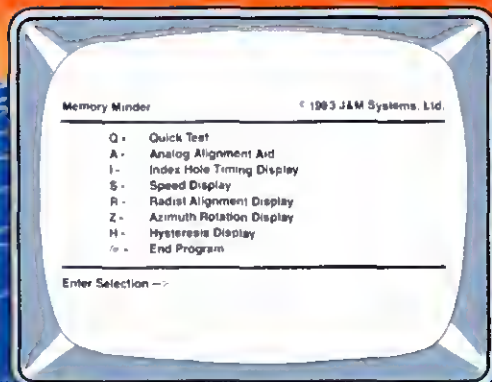 Memory Minder © 1983 J&M Systems, Ltd.
Q - Quick Test
A - Analog Alignment Aid
I - Index Hole Timing Display
S - Speed Display
R - Radial Alignment Display
Z - Azimuth Rotation Display
H - Hysteresis Display
- End Program
Enter Selection -->